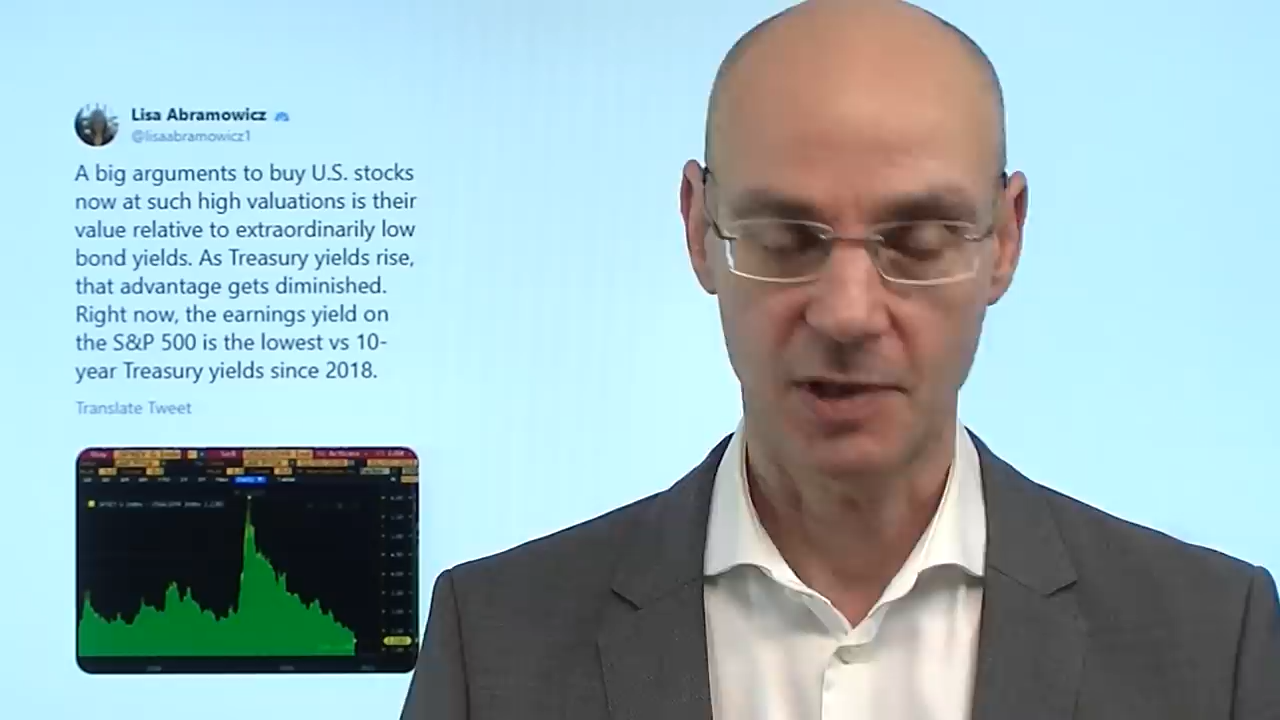 Lisa Abramowicz
@lisaabramowicz1
A big arguments to buy U.S. stocks
now at such high valuations is their
value relative to extraordinarily low
bond yields. As Treasury yields rise,
that advantage gets diminished.
Right now, the earnings yield on
the S&P 500 is the lowest vs 10-
year Treasury yields since 2018.
Translate Tweet